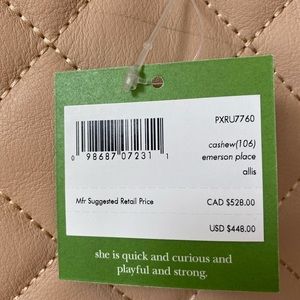 PXRU7760
cashew(106)
emerson place
allis
0 98687 07231 1
Mfr Suggested Retail Price
CAD $528.00
USD $448.00
she is quick and curious and
playful and strong.